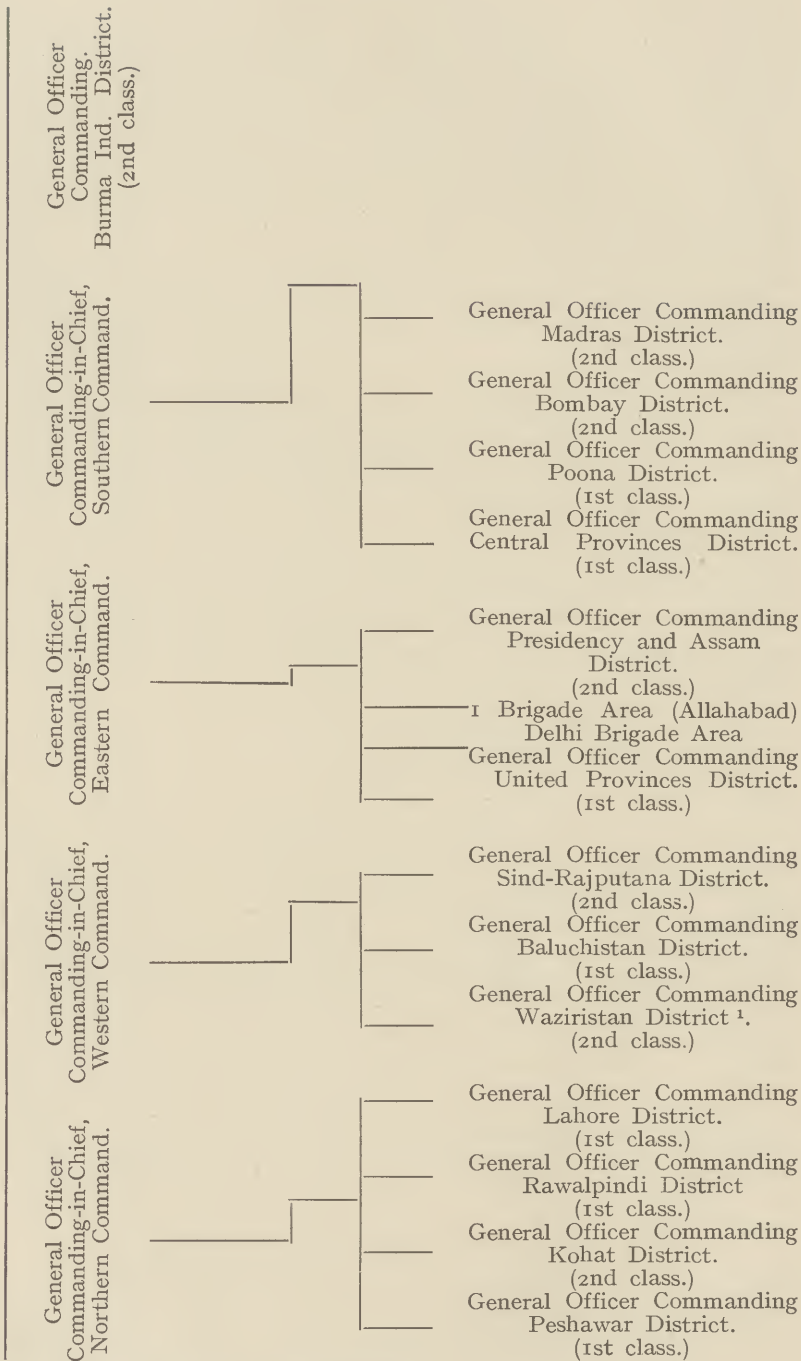 General Officer
Commanding.
Burma Ind. District.
(2nd class.)
General Officer
Commanding-in-Chief,
Southern Command.
General Officer Commanding
Madras District.
(2nd class.)
General Officer Commanding
Bombay District.
(2nd class.)
General Officer Commanding
Poona District.
(1st class.)
General Officer Commanding
Central Provinces District.
(1st class.)
General Officer
Commanding-in-Chief,
Eastern Command.
General Officer Commanding
Presidency and Assam
District.
(2nd class.)
1 Brigade Area (Allahabad)
Delhi Brigade Area
General Officer Commanding
United Provinces District.
(1st class.)
General Officer
Commanding-in-Chief,
Western Command.
General Officer Commanding
Sind-Rajputana District.
(2nd class.)
General Officer Commanding
Baluchistan District.
(1st class.)
General Officer Commanding
Waziristan District ¹.
(2nd class.)
General Officer
Commanding-in-Chief,
Northern Command.
General Officer Commanding
Lahore District.
(1st class.)
General Officer Commanding
Rawalpindi District
(1st class.)
General Officer Commanding
Kohat District.
(2nd class.)
General Officer Commanding
Peshawar District.
(1st class.)